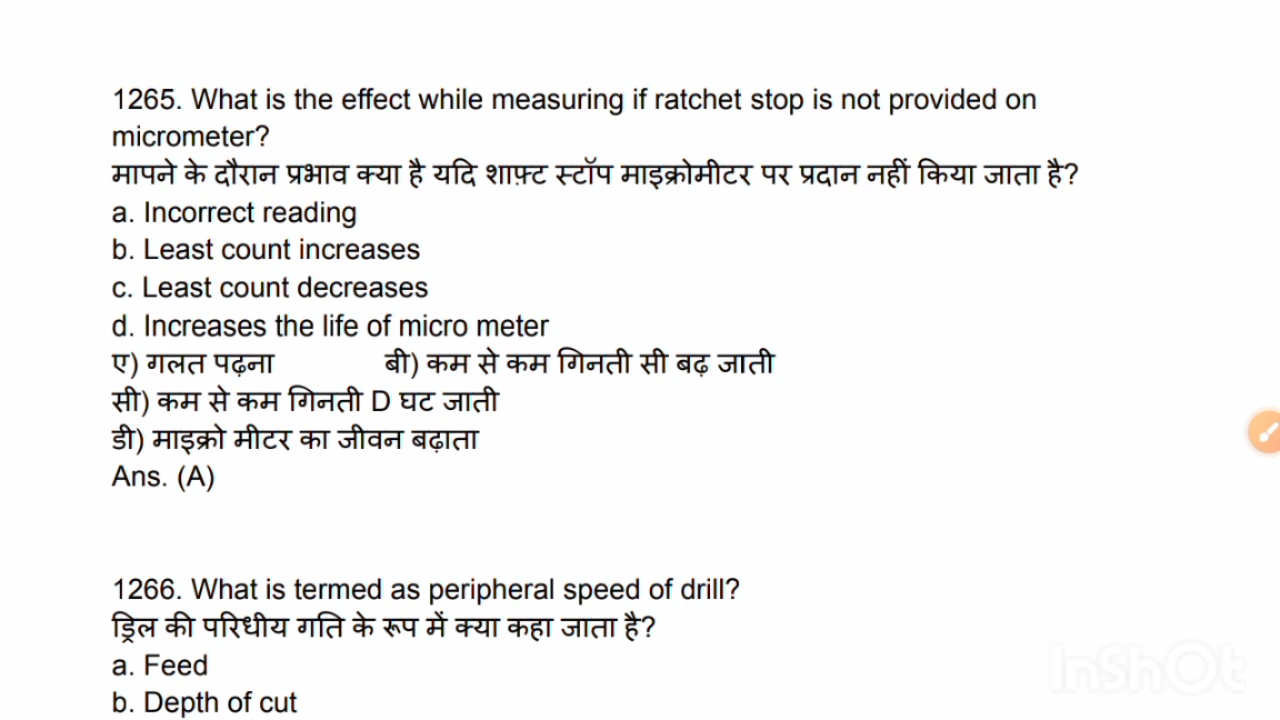 1265. What is the effect while measuring if ratchet stop is not provided on
micrometer?
मापने के दौरान प्रभाव क्या है यदि शाफ़्ट स्टॉप माइक्रोमीटर पर प्रदान नहीं किया जाता है?
a. Incorrect reading
b. Least count increases
c. Least count decreases
d. Increases the life of micro meter
ए) गलत पढ़ना बी) कम से कम गिनती सी बढ़ जाती
सी) कम से कम गिनती D घट जाती
डी) माइक्रो मीटर का जीवन बढ़ाता
Ans. (A)
1266. What is termed as peripheral speed of drill?
ड्रिल की परिधीय गति के रूप में क्या कहा जाता है?
a. Feed
b. Depth of cut
InShOt